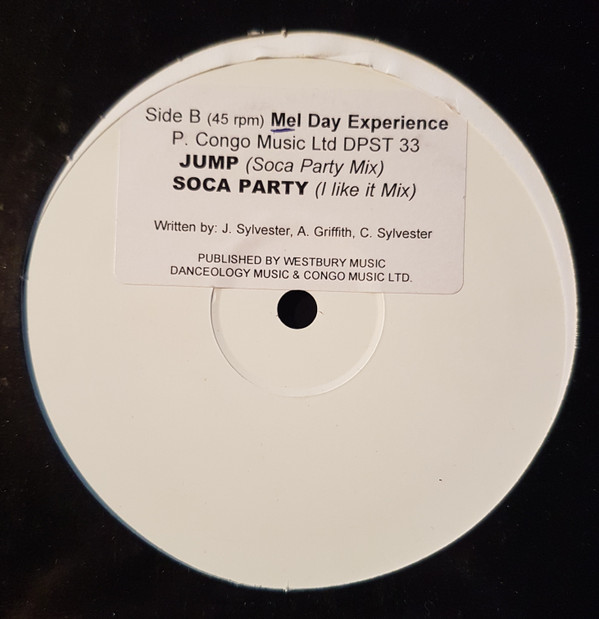 Side B (45 rpm) Mel Day Experience
P. Congo Music Ltd DPST 33
JUMP (Soca Party Mix)
SOCA PARTY (I like it Mix)
Written by: J. Sylvester, A. Griffith, C. Sylvester
PUBLISHED BY WESTBURY MUSIC
DANCEOLOGY MUSIC & CONGO MUSIC LTD.